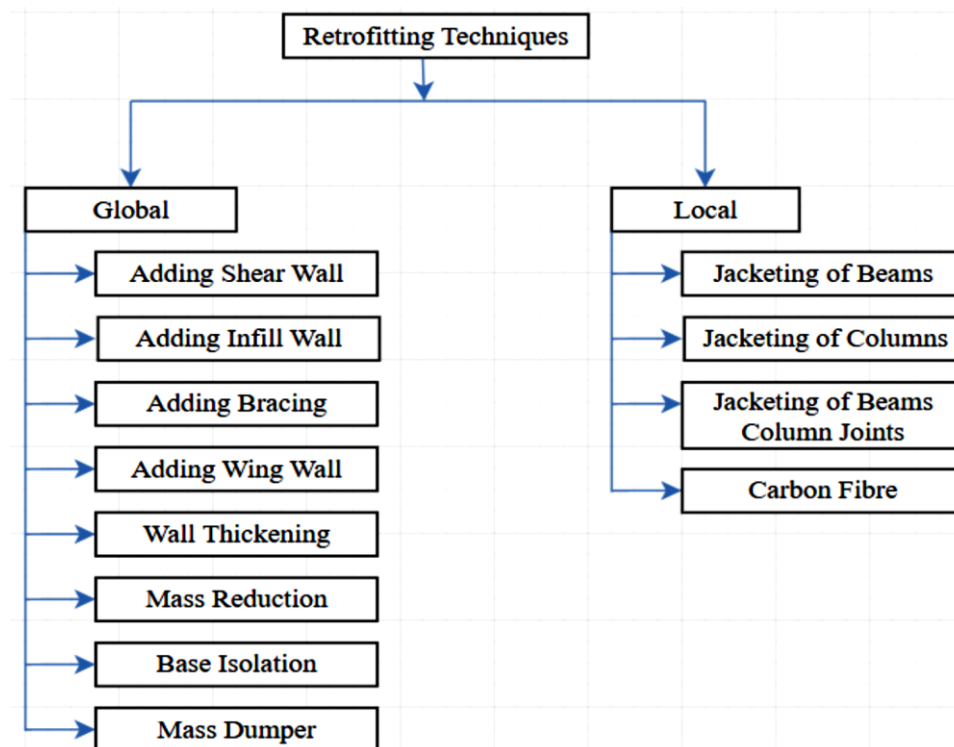 Retrofitting Techniques
Global
Adding Shear Wall
Adding Infill Wall
Adding Bracing
Adding Wing Wall
Wall Thickening
Mass Reduction
Base Isolation
Mass Dumper
Local
Jacketing of Beams
Jacketing of Columns
Jacketing of Beams
Column Joints
Carbon Fibre